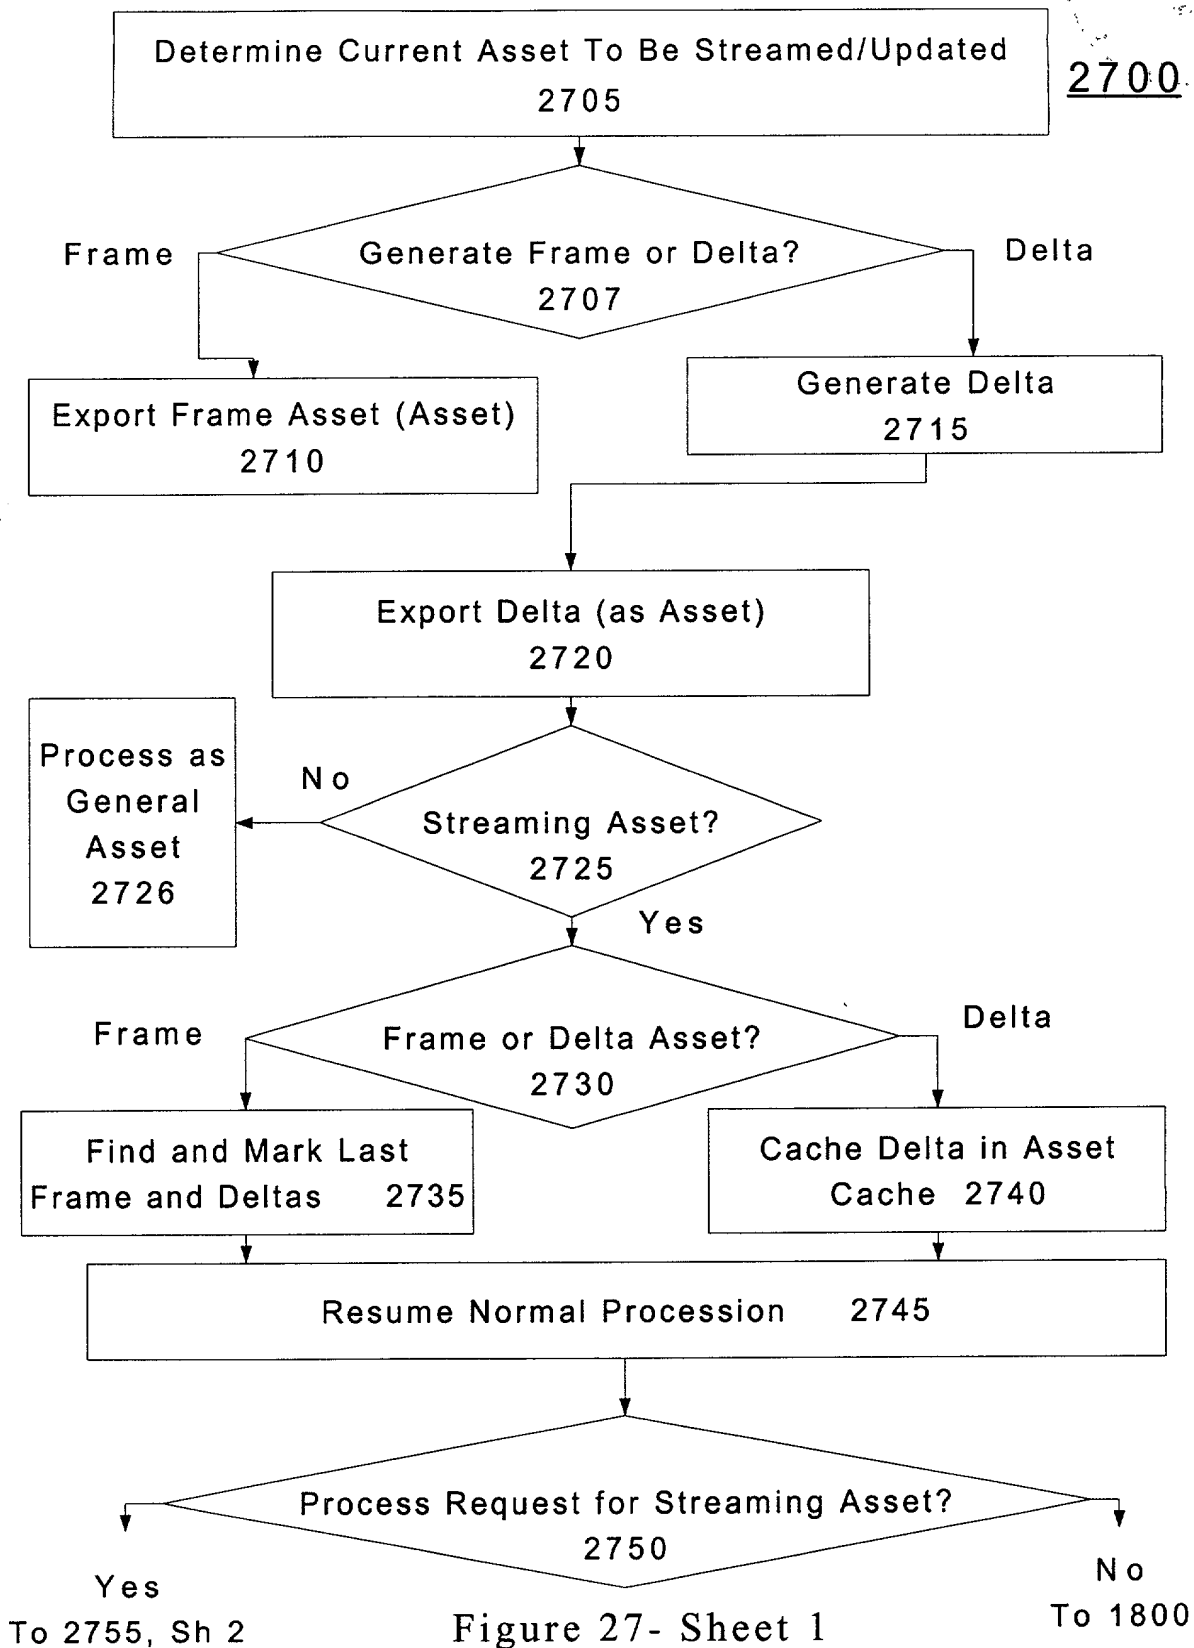 Determine Current Asset To Be Streamed/Updated
2705
2700
Generate Frame or Delta?
2707
Frame
Delta
Export Frame Asset (Asset)
2710
Generate Delta
2715
Export Delta (as Asset)
2720
Process as
General
Asset
2726
No
Streaming Asset?
2725
Yes
Frame
Frame or Delta Asset?
2730
Delta
Find and Mark Last
Frame and Deltas 2735
Cache Delta in Asset
Cache 2740
Resume Normal Procession 2745
Process Request for Streaming Asset?
2750
Yes
To 2755, Sh 2
No
To 1800
Figure 27- Sheet 1